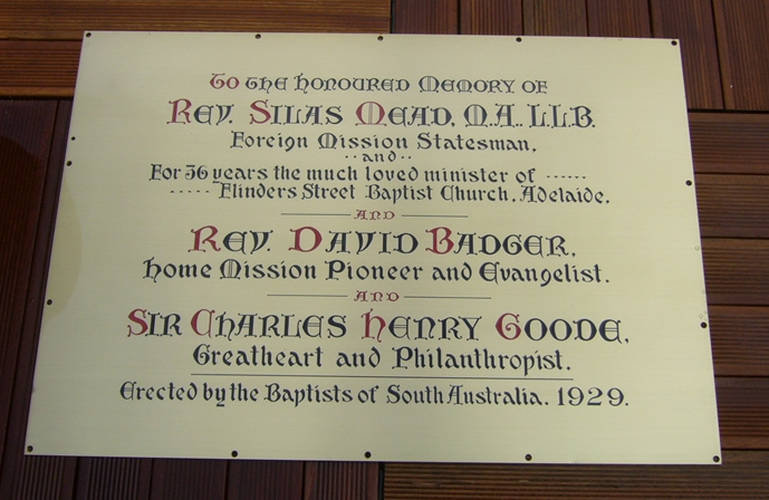 To the honoured Memory of
Rev. Silas Mead, M.A., L.L.B.
Foreign Mission Statesman,
··and··
For 36 years the much loved minister of ······
····· Flinders Street Baptist Church, Adelaide.
AND
Rev. David Badger,
Home Mission Pioneer and Evangelist.
AND
Sir Charles Henry Goode,
Greatheart and Philanthropist.
Erected by the Baptists of South Australia. 1929.